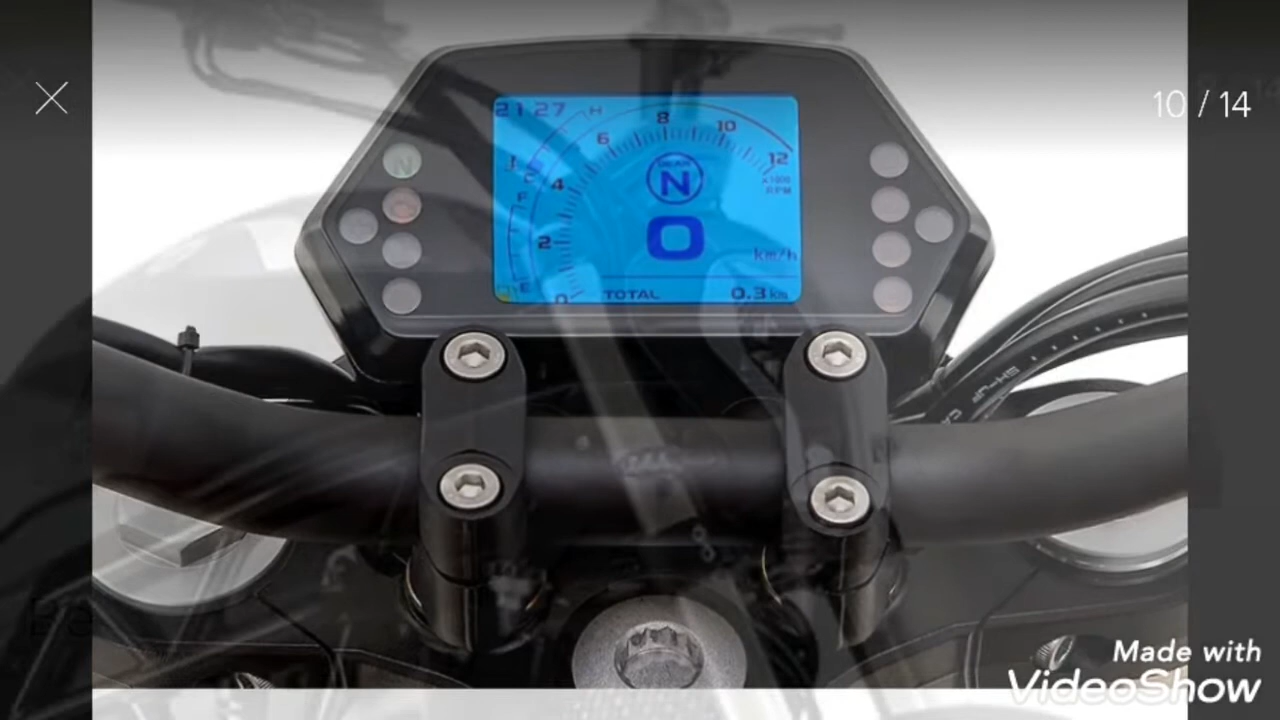 10 / 14
21:27
H
8
6
10
12
x1000
RPM
4
GEAR
N
N
F
2
0
km/h
E
0
TOTAL
0.3 km
Made with
VideoShow